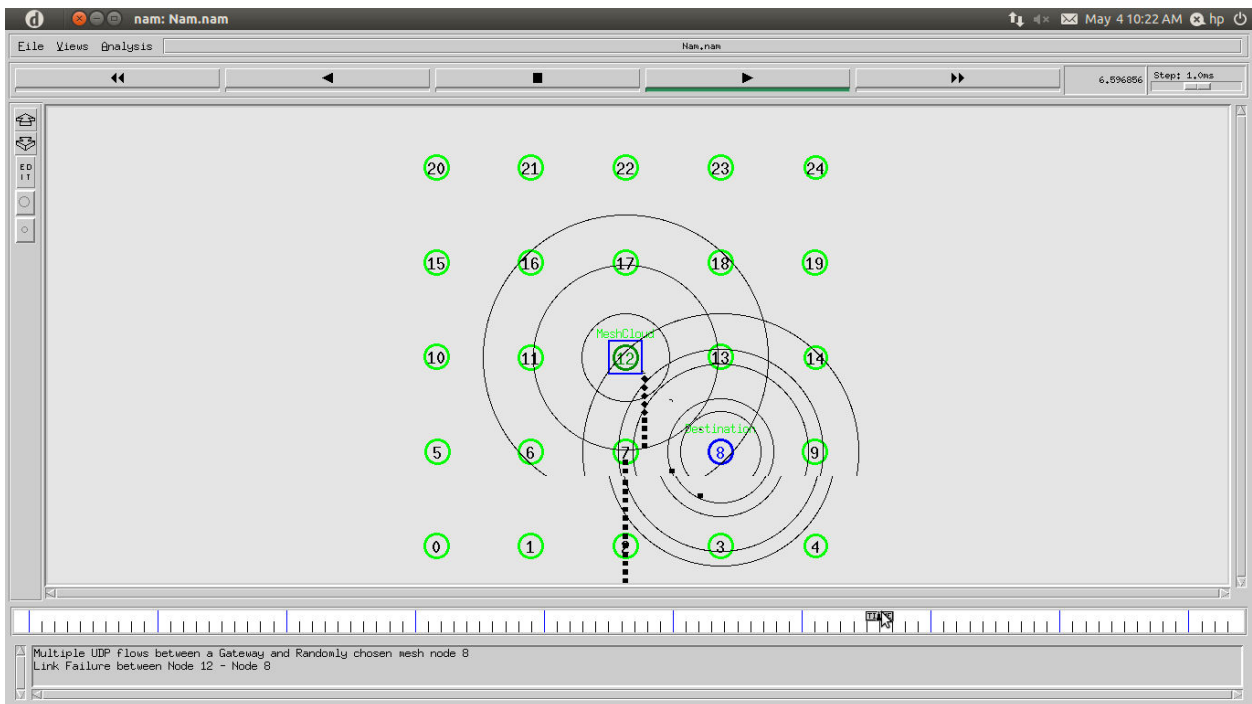 nam: Nam.nam
May 4 10:22 AM
hp
File Views Analysis
Nam.nam
6.596856
Step: 1.0ms
ED
IT
20 21 22 23 24
15 16 17 18 19
MeshCloud
10 11 12 13 14
Destination
5 6 7 8 9
0 1 2 3 4
Multiple UDP flows between a Gateway and Randomly chosen mesh node 8
Link Failure between Node 12 - Node 8